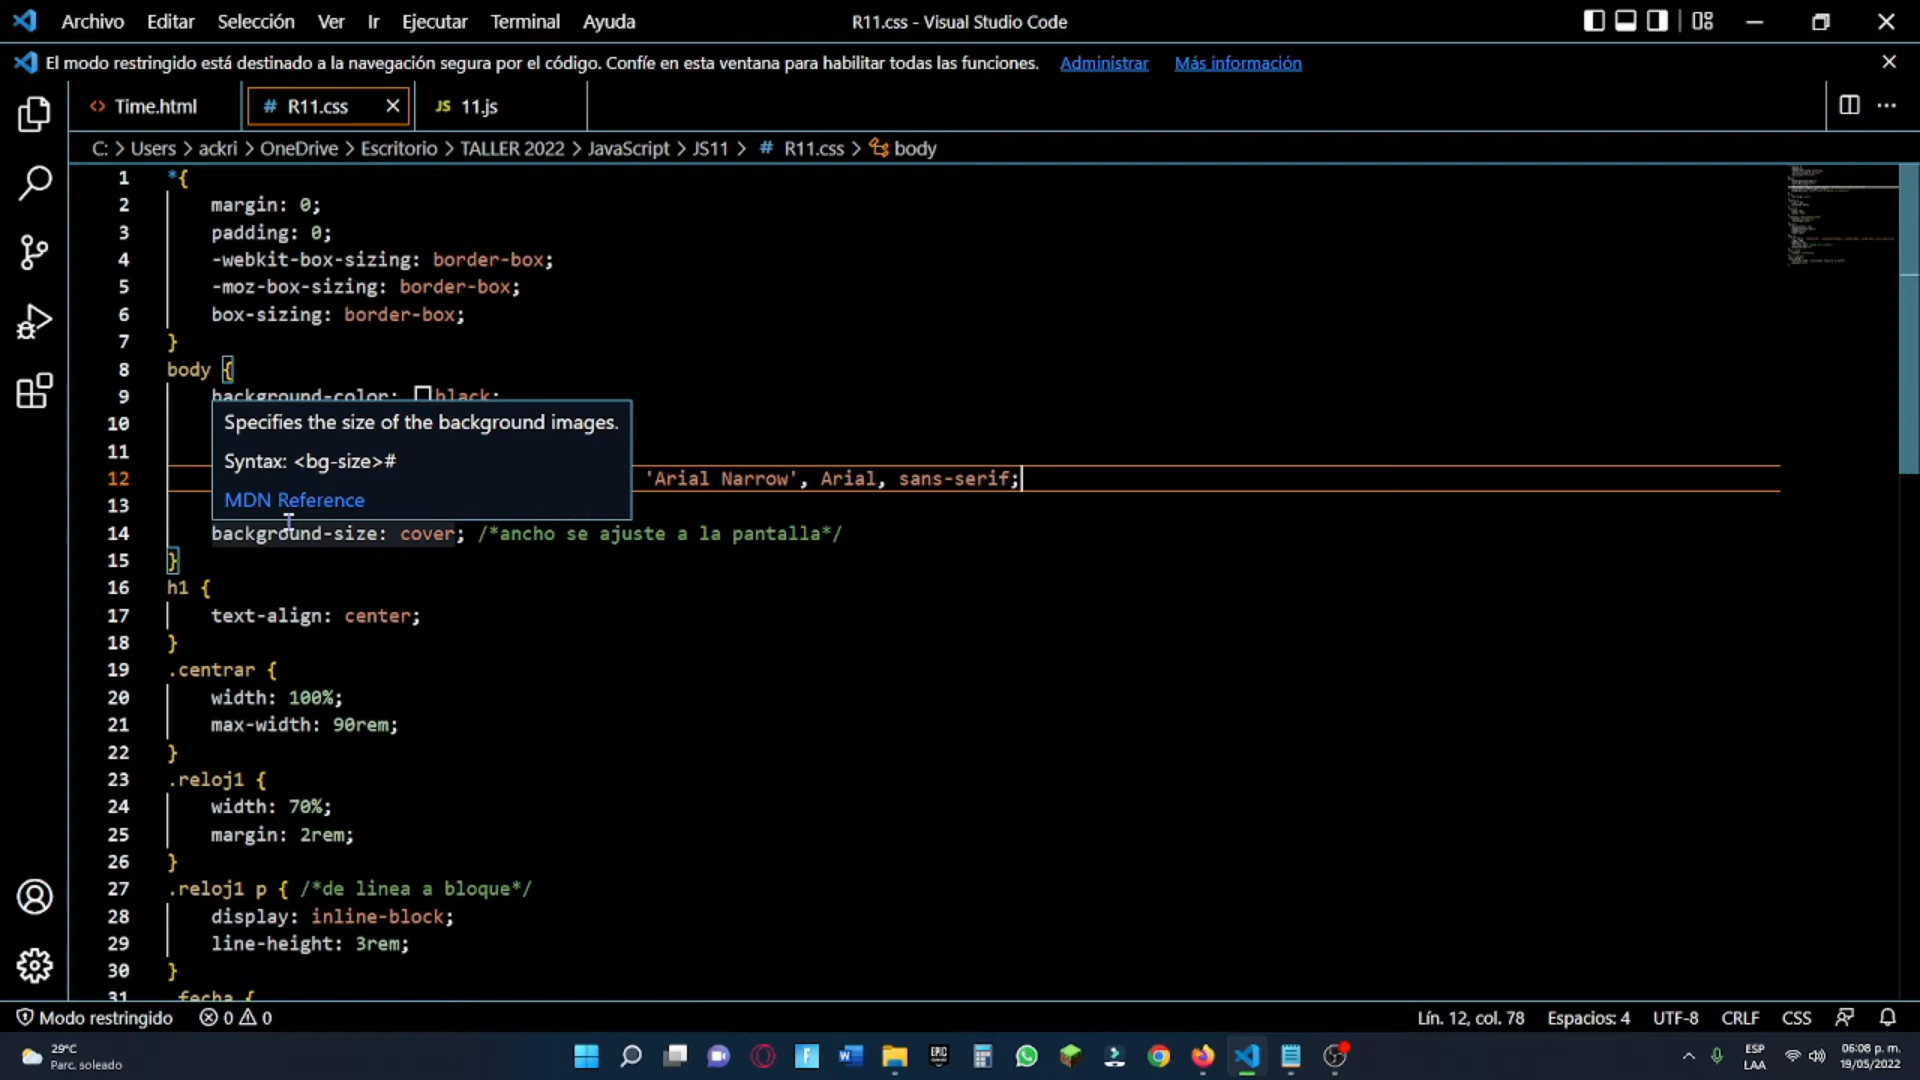 Archivo Editar Selección Ver Ir Ejecutar Terminal Ayuda R11.css - Visual Studio Code
El modo restringido está destinado a la navegación segura por el código. Confíe en esta ventana para habilitar todas las funciones. Administrar Más información
<> Time.html # R11.css JS 11.js
C: > Users > ackri > OneDrive > Escritorio > TALLER 2022 > JavaScript > JS11 > # R11.css > body
1 *{
2 margin: 0;
3 padding: 0;
4 -webkit-box-sizing: border-box;
5 -moz-box-sizing: border-box;
6 box-sizing: border-box;
7 }
8 body {
9 background-color: black;
10
11
12 'Arial Narrow', Arial, sans-serif;
13
Specifies the size of the background images.
Syntax: <bg-size>#
MDN Reference
14 background-size: cover; /*ancho se ajuste a la pantalla*/
15 }
16 h1 {
17 text-align: center;
18 }
19 .centrar {
20 width: 100%;
21 max-width: 90rem;
22 }
23 .reloj1 {
24 width: 70%;
25 margin: 2rem;
26 }
27 .reloj1 p { /*de linea a bloque*/
28 display: inline-block;
29 line-height: 3rem;
30 }
31 .fecha {
Modo restringido 0 0 Lín. 12, col. 78 Espacios: 4 UTF-8 CRLF CSS
29°C
Parc. soleado
EPIC
ESP
LAA
06:08 p. m.
19/05/2022